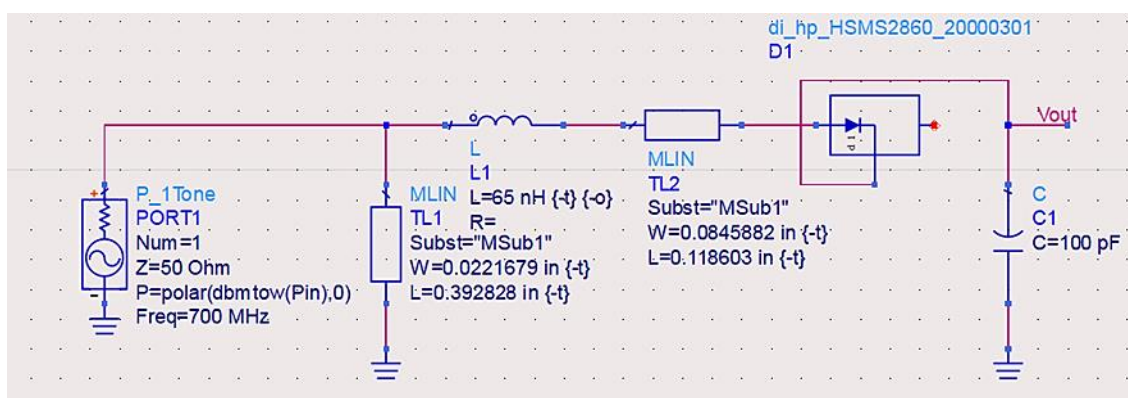 di_hp_HSMS2860_20000301
D1
Vout
P_1Tone
PORT1
Num=1
Z=50 Ohm
P=polar(dbmtow(Pin),0)
Freq=700 MHz
MLIN
TL1
Subst="MSub1"
W=0.0221679 in {-t}
L=0.392828 in {-t}
L
L1
L=65 nH {-t} {-o}
R=
MLIN
TL2
Subst="MSub1"
W=0.0845882 in {-t}
L=0.118603 in {-t}
d1
C
C1
C=100 pF